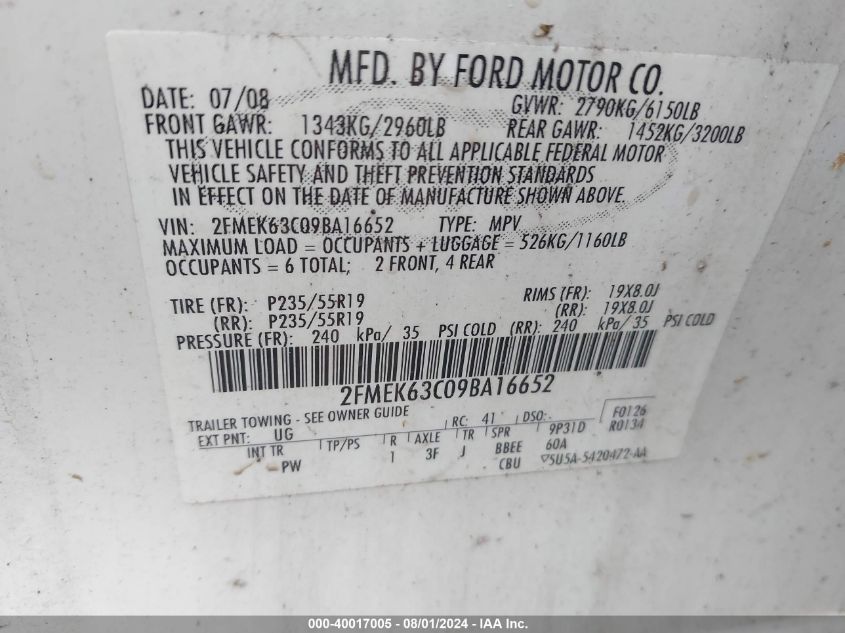 MFD. BY FORD MOTOR CO.
DATE: 07/08 GVWR: 2790KG/6150LB
FRONT GAWR: 1343KG/2960LB REAR GAWR: 1452KG/3200LB
THIS VEHICLE CONFORMS TO ALL APPLICABLE FEDERAL MOTOR
VEHICLE SAFETY AND THEFT PREVENTION STANDARDS
IN EFFECT ON THE DATE OF MANUFACTURE SHOWN ABOVE.
VIN: 2FMEK63C09BA16652 TYPE: MPV
MAXIMUM LOAD = OCCUPANTS + LUGGAGE = 526KG/1160LB
OCCUPANTS = 6 TOTAL; 2 FRONT, 4 REAR
TIRE (FR): P235/55R19 RIMS (FR): 19X8.0J
(RR): P235/55R19 (RR): 19X8.0J
PRESSURE (FR): 240 kPa/ 35 PSI COLD (RR): 240 kPa/ 35 PSI COLD
2FMEK63C09BA16652
TRAILER TOWING - SEE OWNER GUIDE
EXT PNT: UG RC: 41 DSO: F0126
R0134
INT TR TP/PS R AXLE TR SPR 9P31D
PW 1 3F J BBEE 60A
CBU 5U5A-5420472-AA
000-40017005 - 08/01/2024 - IAA Inc.